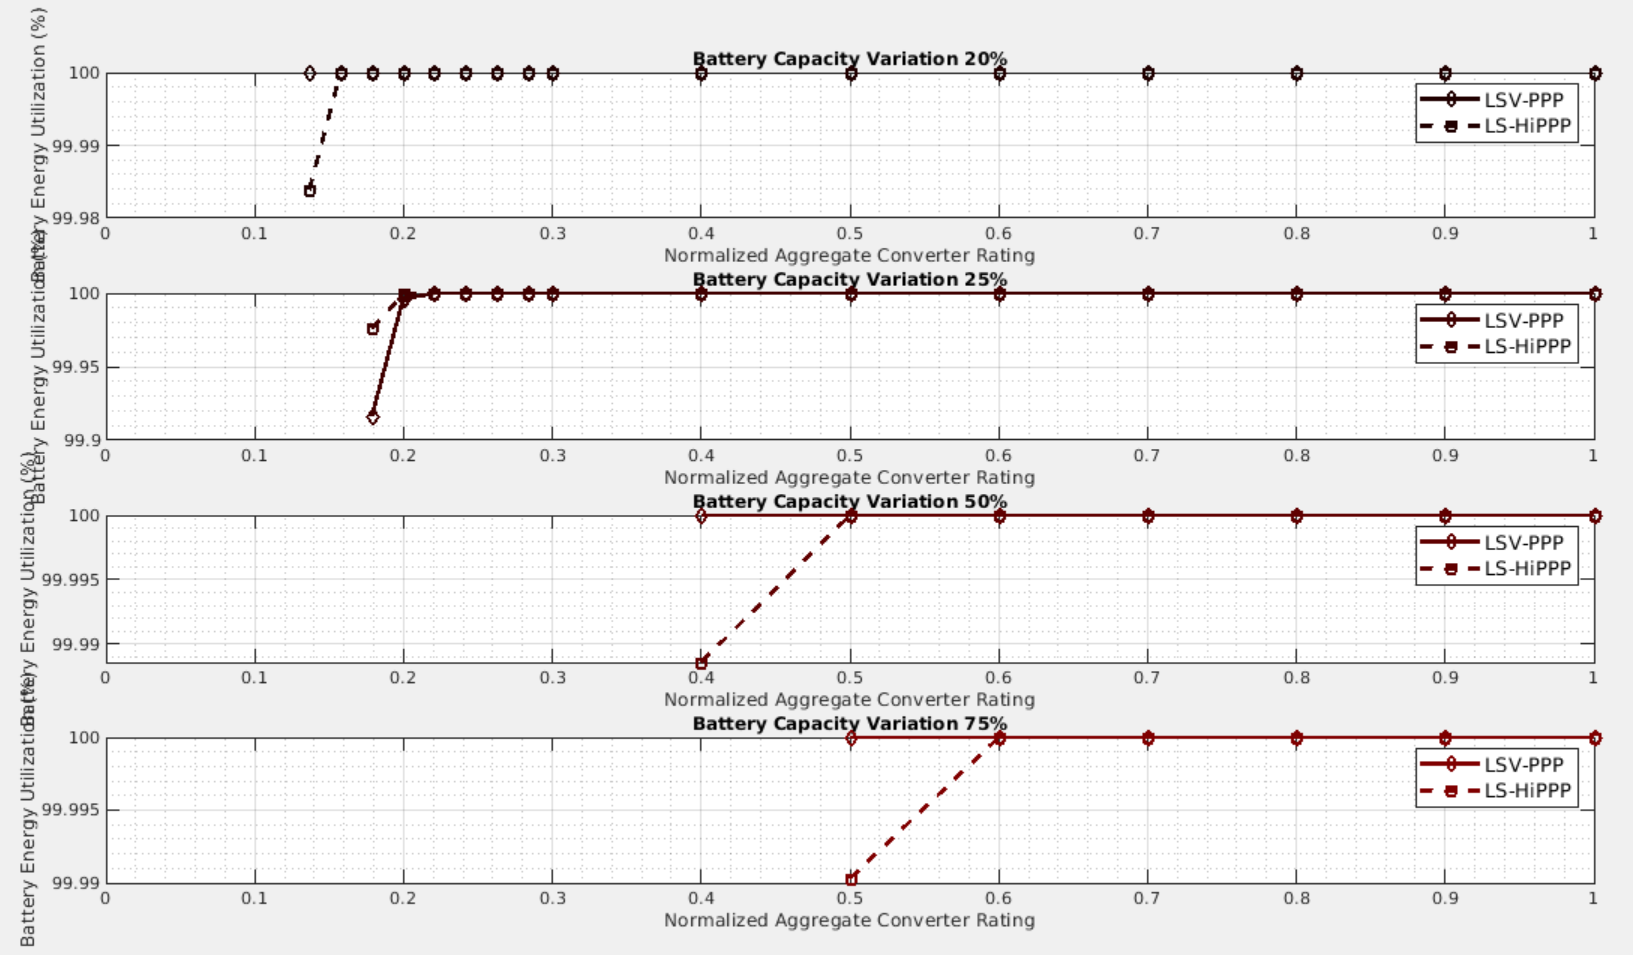 Battery Capacity Variation 20%
Battery Energy Utilization (%)
100
99.99
99.98
0 0.1 0.2 0.3 0.4 0.5 0.6 0.7 0.8 0.9 1
Normalized Aggregate Converter Rating
LSV-PPP
LS-HiPPP
Battery Capacity Variation 25%
Battery Energy Utilization (%)
100
99.95
99.9
0 0.1 0.2 0.3 0.4 0.5 0.6 0.7 0.8 0.9 1
Normalized Aggregate Converter Rating
LSV-PPP
LS-HiPPP
Battery Capacity Variation 50%
Battery Energy Utilization (%)
100
99.995
99.99
0 0.1 0.2 0.3 0.4 0.5 0.6 0.7 0.8 0.9 1
Normalized Aggregate Converter Rating
LSV-PPP
LS-HiPPP
Battery Capacity Variation 75%
Battery Energy Utilization (%)
100
99.995
99.99
0 0.1 0.2 0.3 0.4 0.5 0.6 0.7 0.8 0.9 1
Normalized Aggregate Converter Rating
LSV-PPP
LS-HiPPP